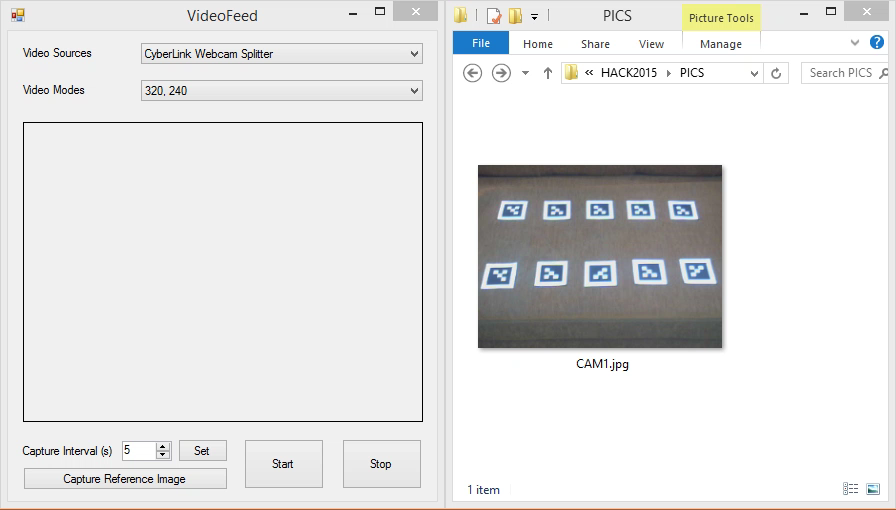 VideoFeed
Video Sources
CyberLink Webcam Splitter
Video Modes
320, 240
Capture Interval (s)
5
Set
Capture Reference Image
Start
Stop
PICS
Picture Tools
File
Home
Share
View
Manage
« HACK2015 PICS
Search PICS
CAM1.jpg
1 item